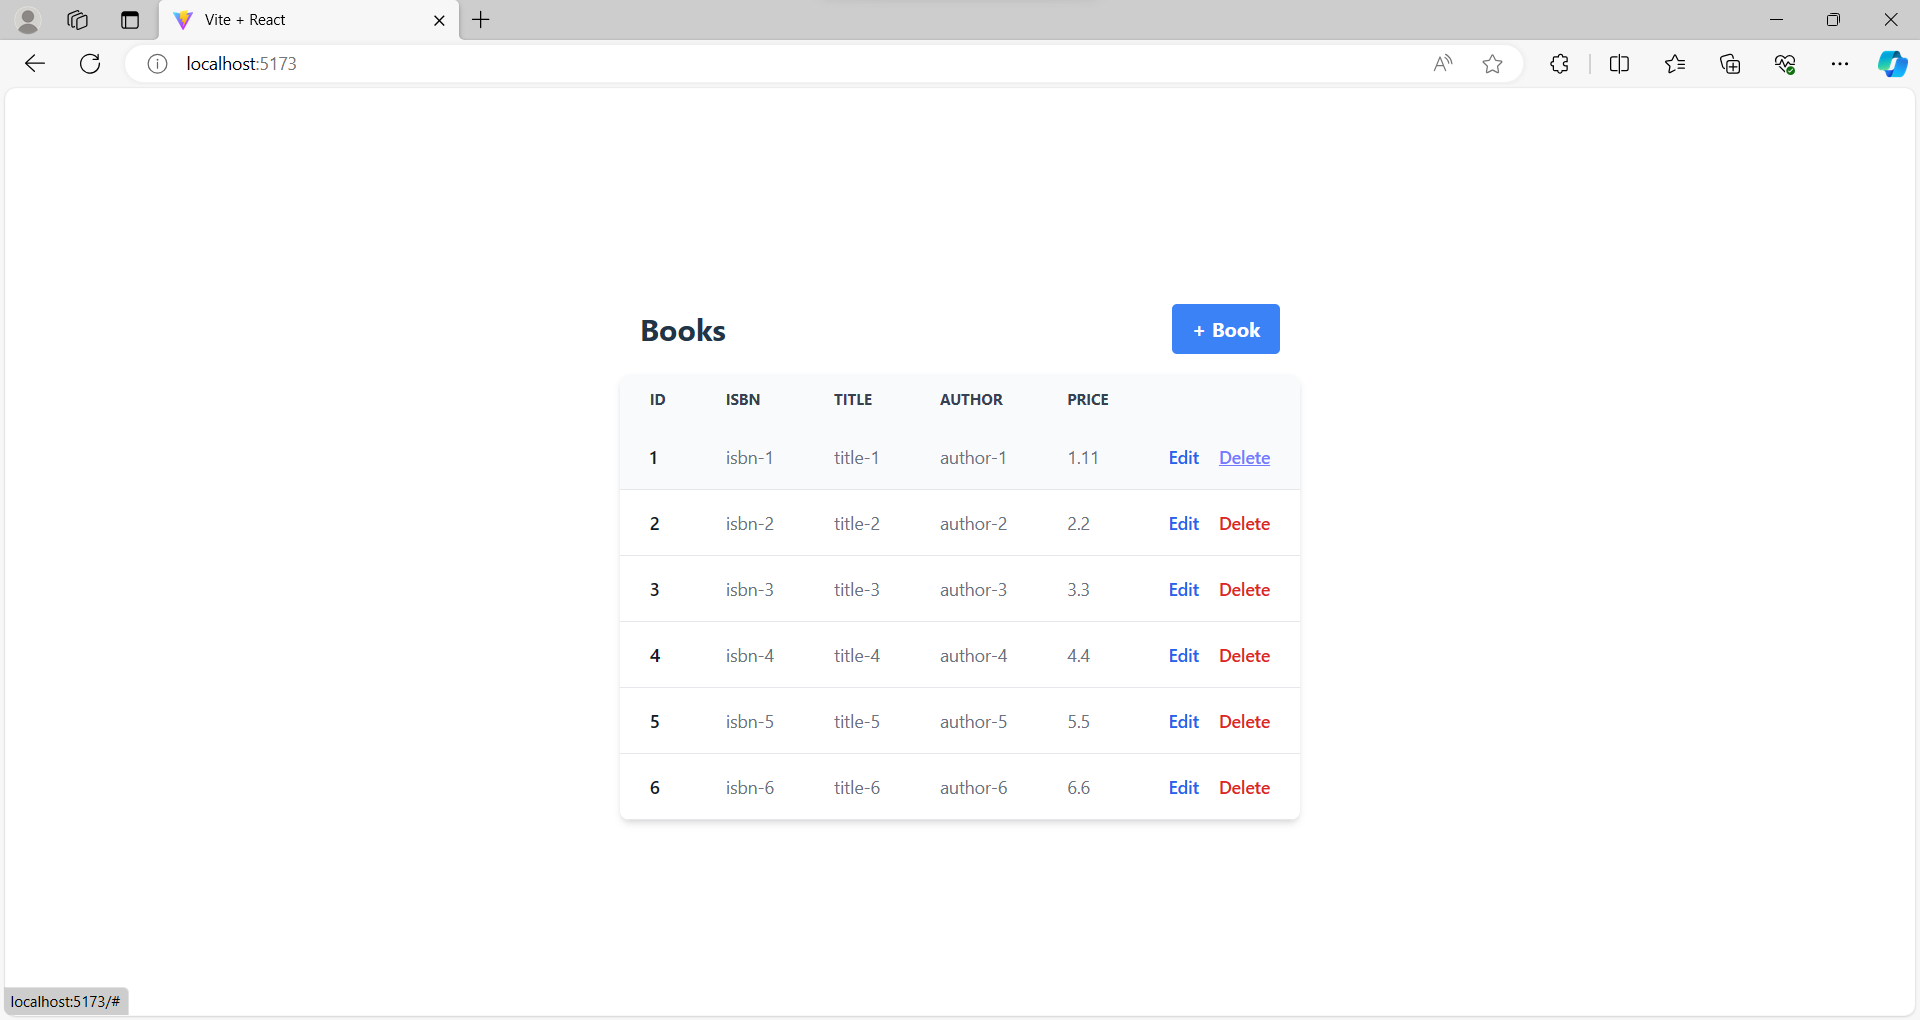 Vite + React
localhost:5173
Books
+ Book
ID ISBN TITLE AUTHOR PRICE
1 isbn-1 title-1 author-1 1.11 Edit Delete
2 isbn-2 title-2 author-2 2.2 Edit Delete
3 isbn-3 title-3 author-3 3.3 Edit Delete
4 isbn-4 title-4 author-4 4.4 Edit Delete
5 isbn-5 title-5 author-5 5.5 Edit Delete
6 isbn-6 title-6 author-6 6.6 Edit Delete
localhost:5173/#